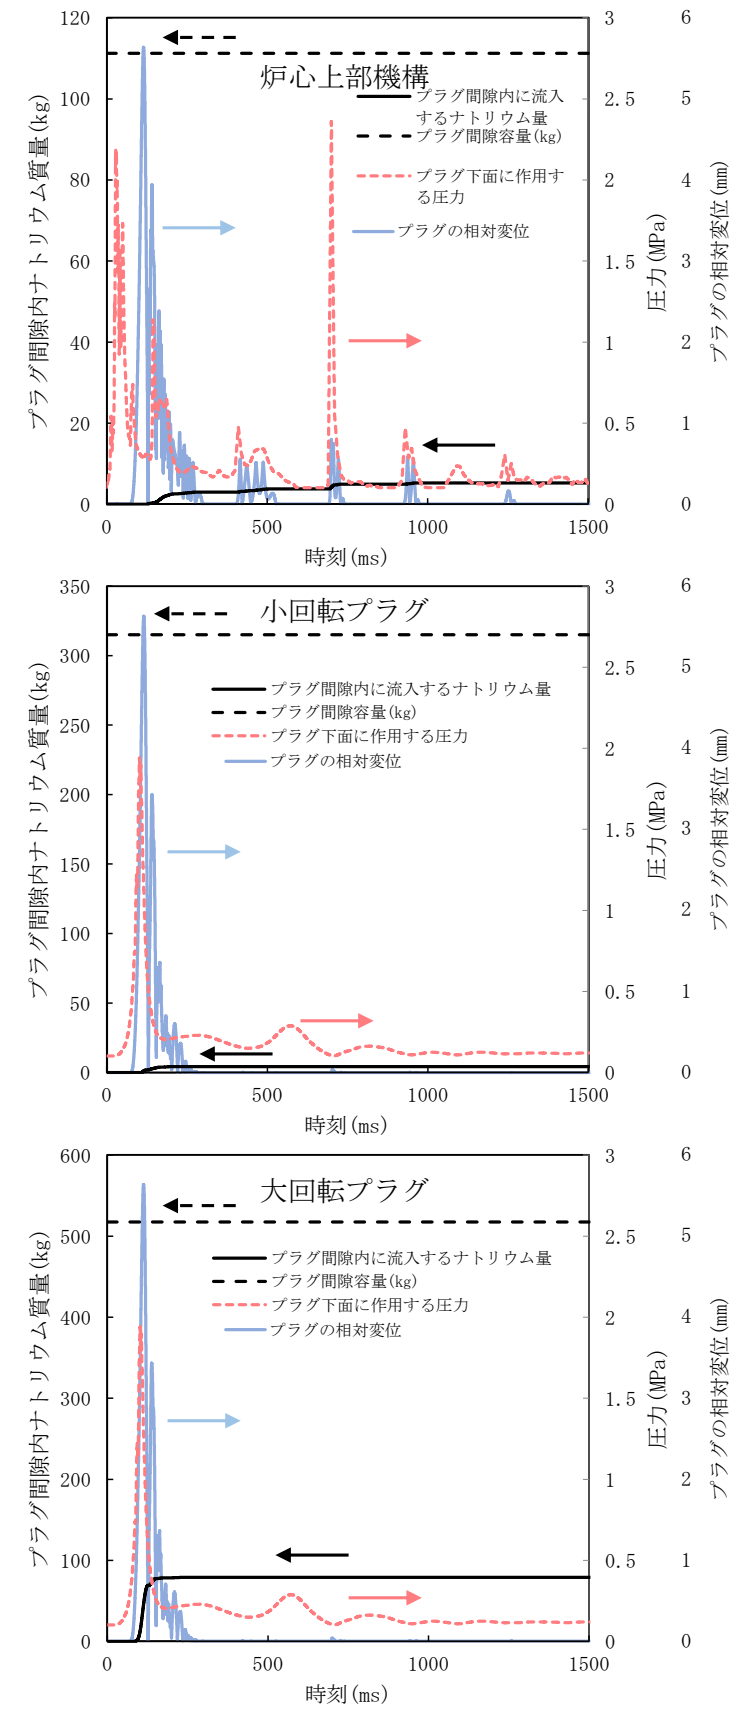 炉心上部機構
プラグ間隙内に流入
するナトリウム量
プラグ間隙容量(kg)
プラグ下面に作用す
る圧力
プラグの相対変位
プラグ間隙内ナトリウム質量(kg)
120
100
80
60
40
20
0
3
2.5
2
1.5
1
0.5
0
圧力(MPa)
6
5
4
3
2
1
0
プラグの相対変位(mm)
0 500 1000 1500
時刻(ms)
小回転プラグ
プラグ間隙内に流入するナトリウム量
プラグ間隙容量(kg)
プラグ下面に作用する圧力
プラグの相対変位
プラグ間隙内ナトリウム質量(kg)
350
300
250
200
150
100
50
0
3
2.5
2
1.5
1
0.5
0
圧力(MPa)
6
5
4
3
2
1
0
プラグの相対変位(mm)
0 500 1000 1500
時刻(ms)
大回転プラグ
プラグ間隙内に流入するナトリウム量
プラグ間隙容量(kg)
プラグ下面に作用する圧力
プラグの相対変位
プラグ間隙内ナトリウム質量(kg)
600
500
400
300
200
100
0
3
2.5
2
1.5
1
0.5
0
圧力(MPa)
6
5
4
3
2
1
0
プラグの相対変位(mm)
0 500 1000 1500
時刻(ms)